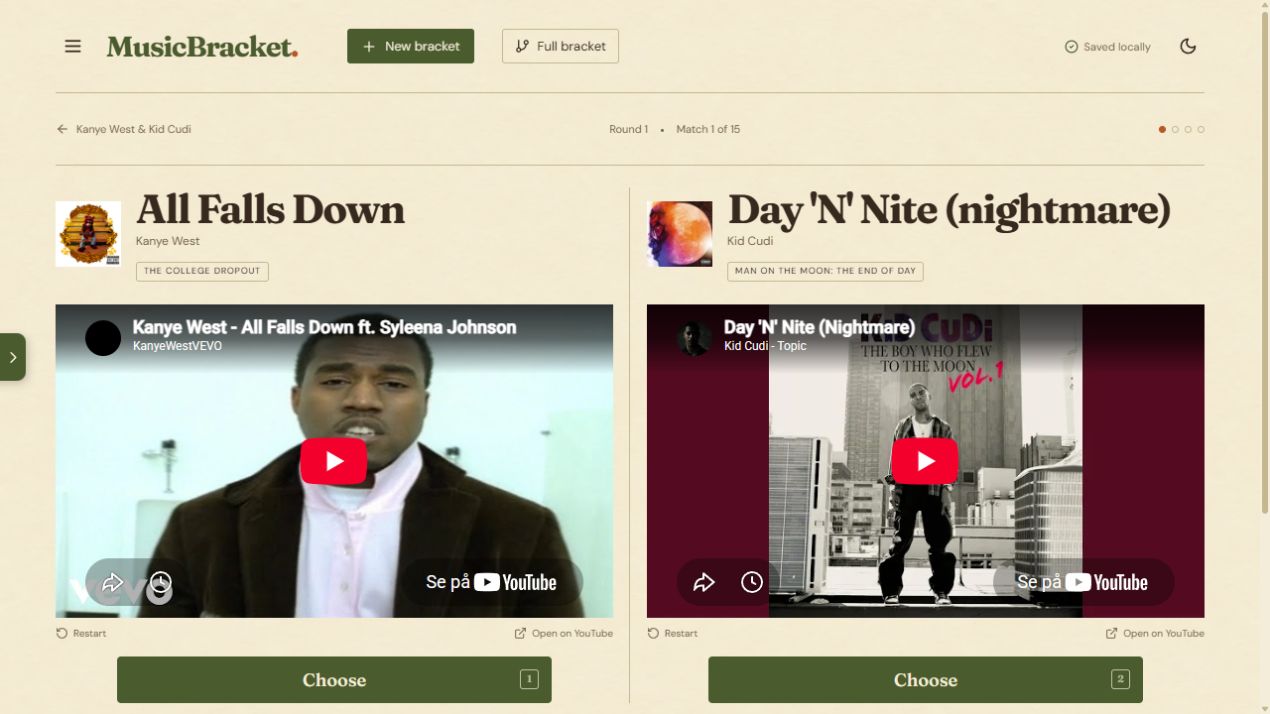 MusicBracket.
New bracket
Full bracket
Saved locally
Kanye West & Kid Cudi
Round 1 • Match 1 of 15
All Falls Down
Kanye West
THE COLLEGE DROPOUT
Kanye West - All Falls Down ft. Syleena Johnson
KanyeWestVEVO
vevo
Se på YouTube
Restart
Open on YouTube
Choose
1
Day 'N' Nite (nightmare)
Kid Cudi
MAN ON THE MOON: THE END OF DAY
Day 'N' Nite (Nightmare)
Kid Cudi - Topic
KiD CUDi
THE BOY WHO FLEW
TO THE MOON
VOL.1
Se på YouTube
Restart
Open on YouTube
Choose
2